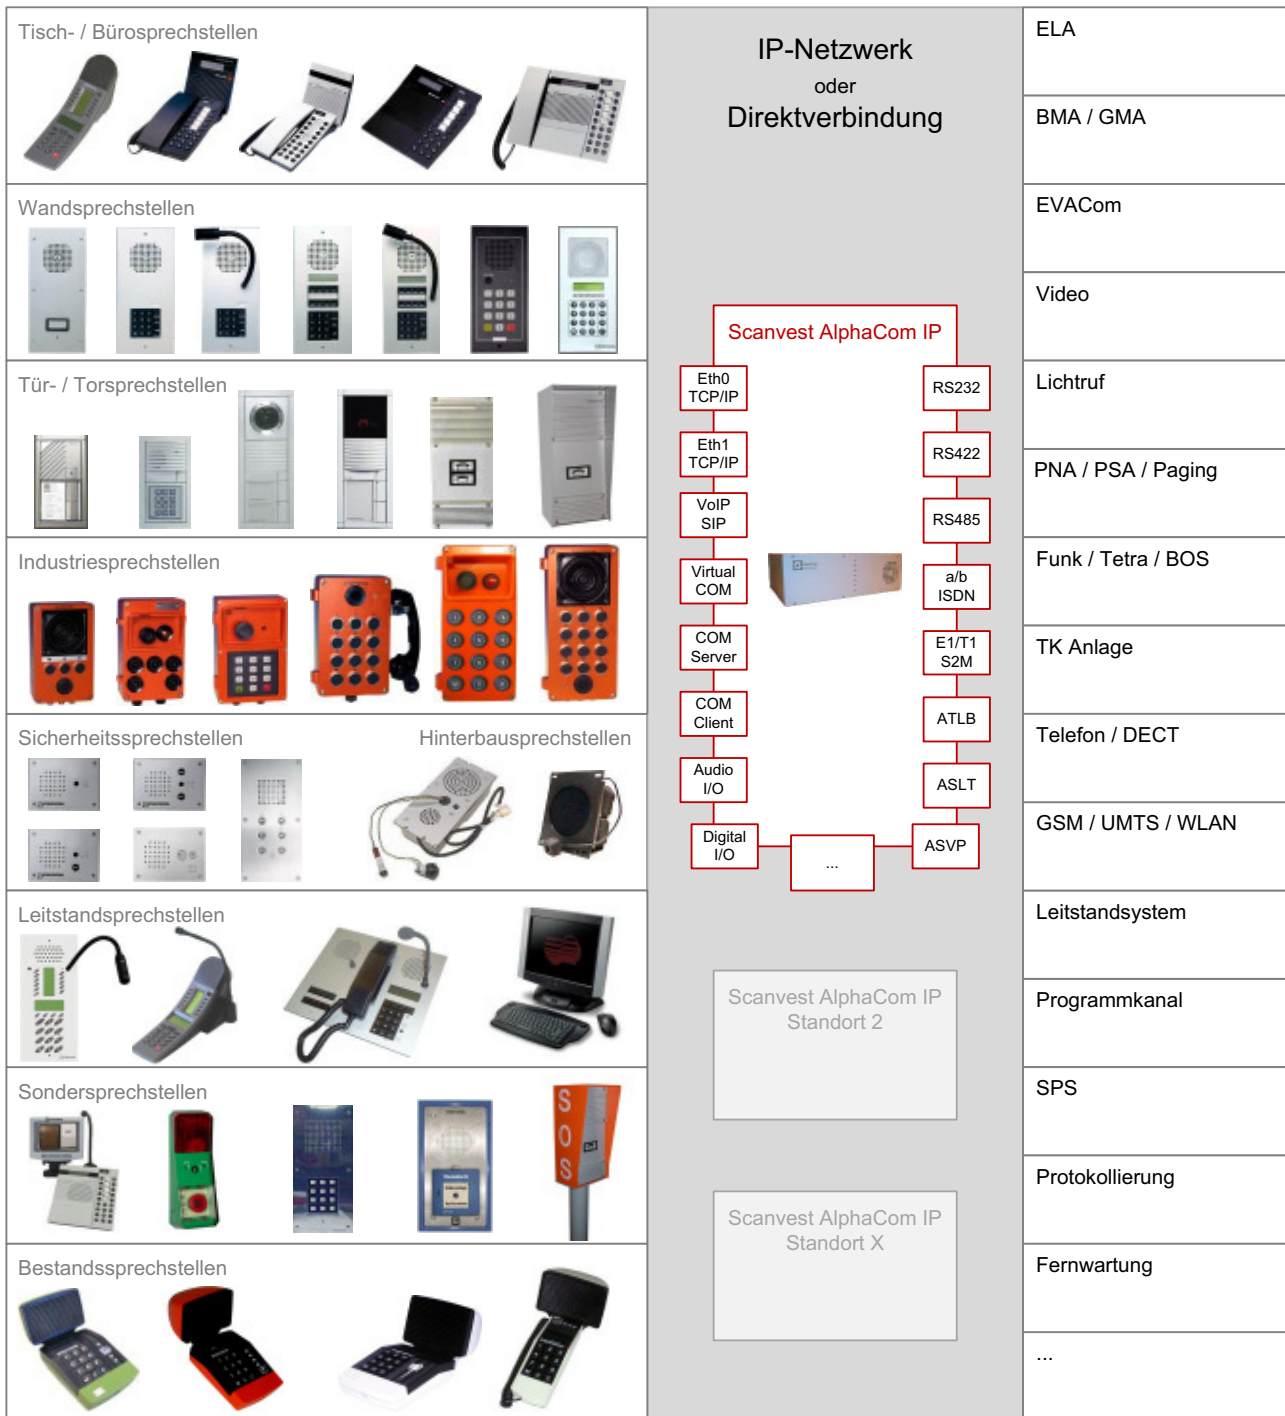 Tisch- / Bürosprechstellen
Wandsprechstellen
Tür- / Torsprechstellen
Industriesprechstellen
Sicherheitssprechstellen
Hinterbausprechstellen
Leitstandsprechstellen
Sondersprechstellen
SOS
Bestandssprechstellen
IP-Netzwerk
oder
Direktverbindung
Scanvest AlphaCom IP
Eth0
TCP/IP
Eth1
TCP/IP
VoIP
SIP
Virtual
COM
COM
Server
COM
Client
Audio
I/O
Digital
I/O
...
RS232
RS422
RS485
a/b
ISDN
E1/T1
S2M
ATLB
ASLT
ASVP
Scanvest AlphaCom IP
Standort 2
Scanvest AlphaCom IP
Standort X
ELA
BMA / GMA
EVACom
Video
Lichtruf
PNA / PSA / Paging
Funk / Tetra / BOS
TK Anlage
Telefon / DECT
GSM / UMTS / WLAN
Leitstandsystem
Programmkanal
SPS
Protokollierung
Fernwartung
...